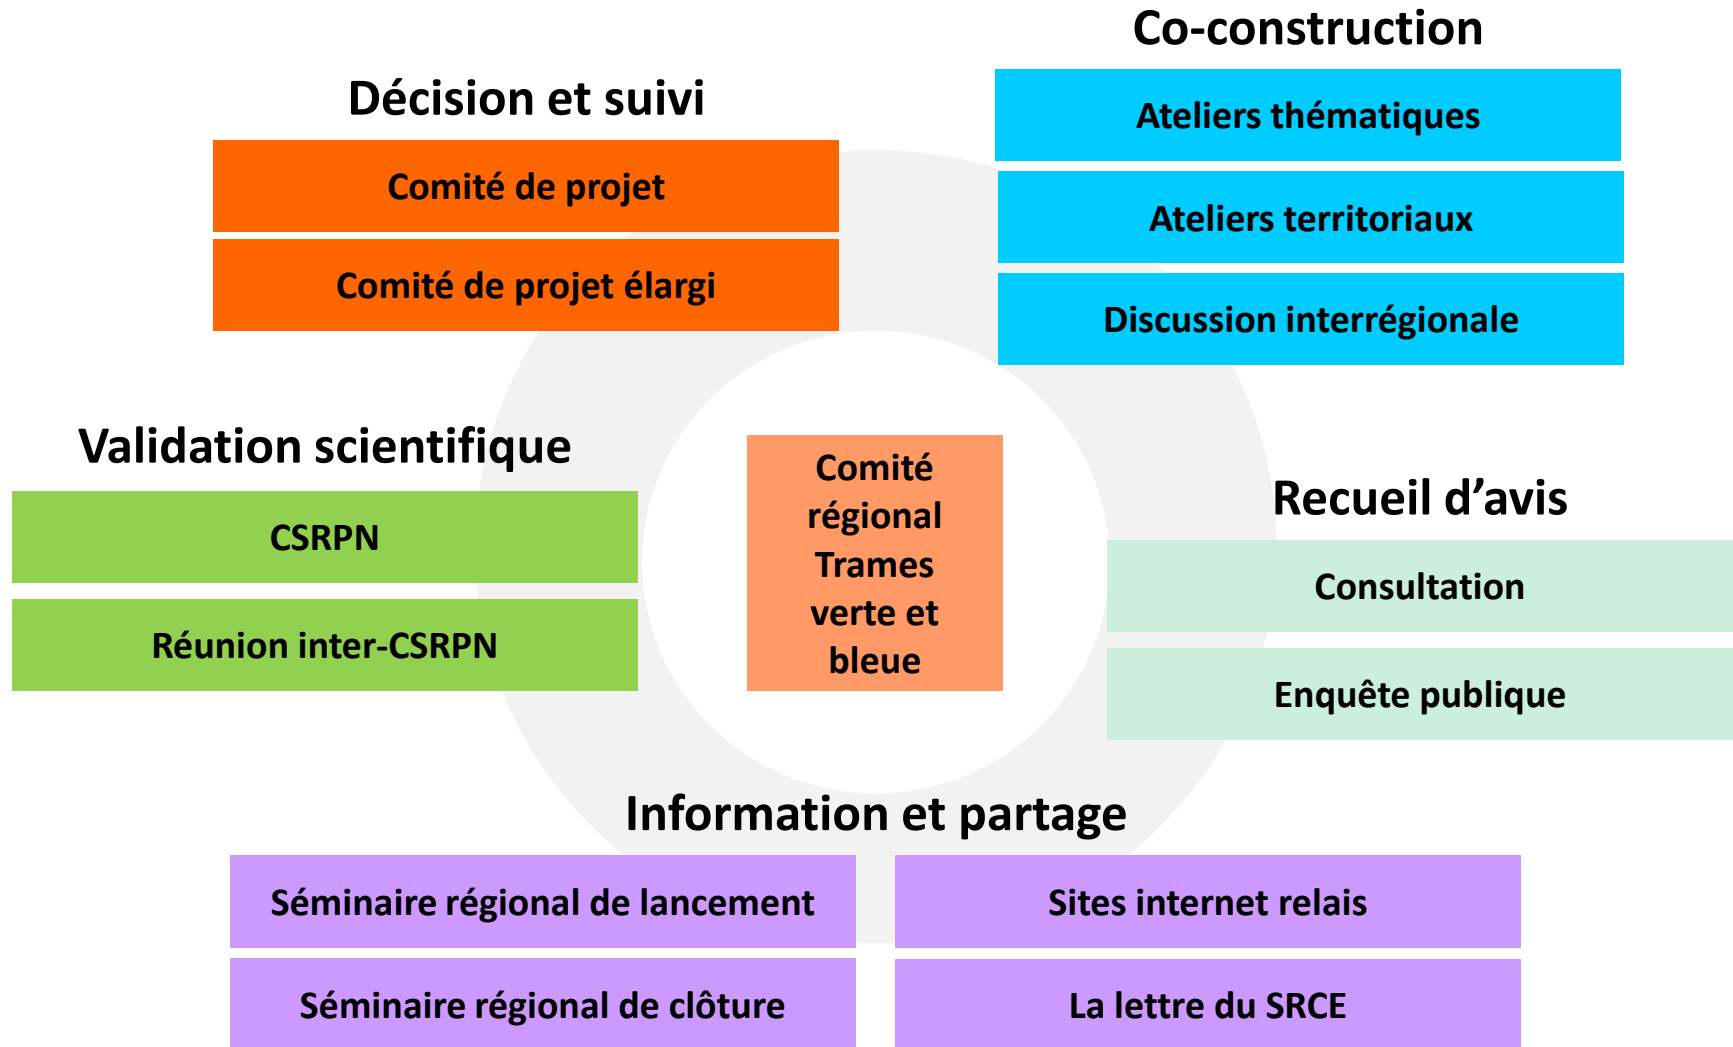 Co-construction
Ateliers thématiques
Ateliers territoriaux
Discussion interrégionale
Décision et suivi
Comité de projet
Comité de projet élargi
Validation scientifique
CSRPN
Réunion inter-CSRPN
Comité
régional
Trames
verte et
bleue
Recueil d’avis
Consultation
Enquête publique
Information et partage
Séminaire régional de lancement
Sites internet relais
Séminaire régional de clôture
La lettre du SRCE